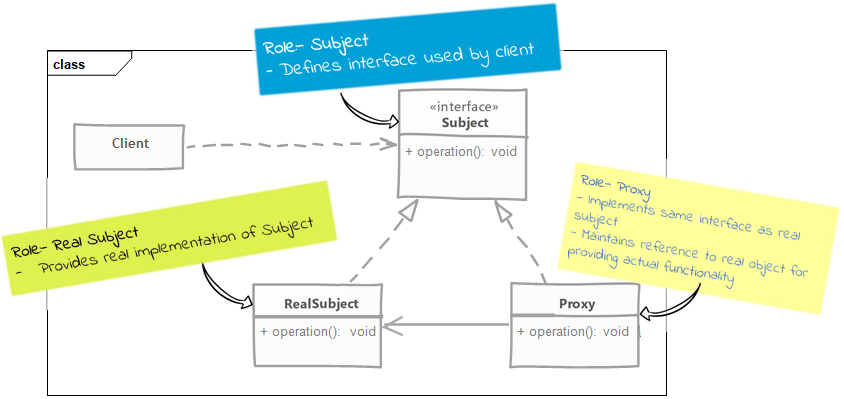 Role- Subject
- Defines interface used by client
class
«interface»
Subject
+ operation(): void
Client
Role- Proxy
- Implements same interface as real
subject
- Maintains reference to real object for
providing actual functionality
Role- Real Subject
- Provides real implementation of Subject
RealSubject
+ operation(): void
Proxy
+ operation(): void